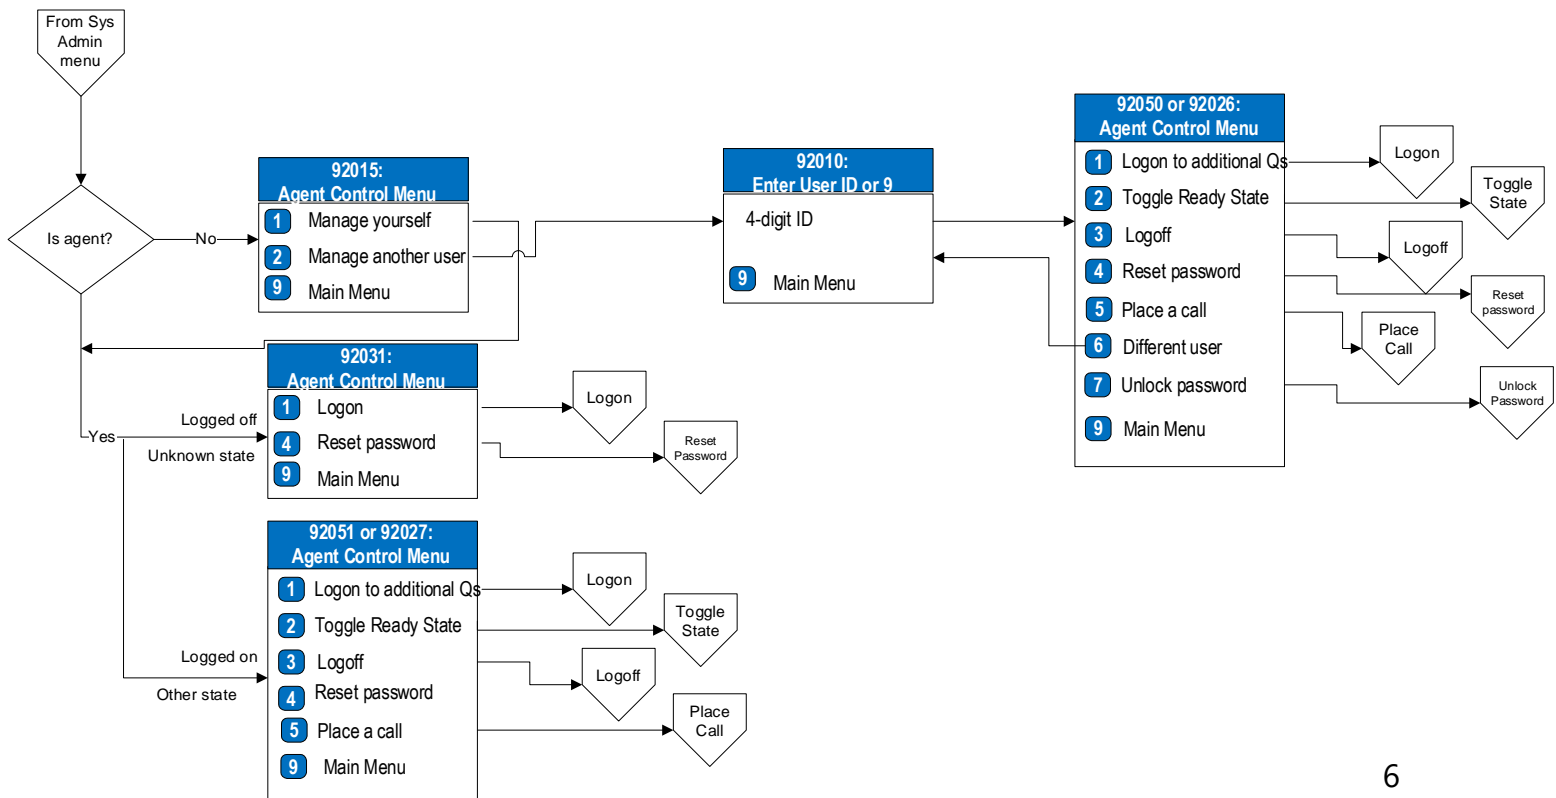 From Sys
Admin
menu
Is agent?
No
Yes
92015:
Agent Control Menu
1 Manage yourself
2 Manage another user
9 Main Menu
92010:
Enter User ID or 9
4-digit ID
9 Main Menu
92050 or 92026:
Agent Control Menu
1 Logon to additional Qs
2 Toggle Ready State
3 Logoff
4 Reset password
5 Place a call
6 Different user
7 Unlock password
9 Main Menu
Logon
Toggle
State
Logoff
Reset
password
Place
Call
Unlock
Password
Logged off
Unknown state
92031:
Agent Control Menu
1 Logon
4 Reset password
9 Main Menu
Logon
Reset
Password
Logged on
Other state
92051 or 92027:
Agent Control Menu
1 Logon to additional Qs
2 Toggle Ready State
3 Logoff
4 Reset password
5 Place a call
9 Main Menu
Logon
Toggle
State
Logoff
Place
Call
6